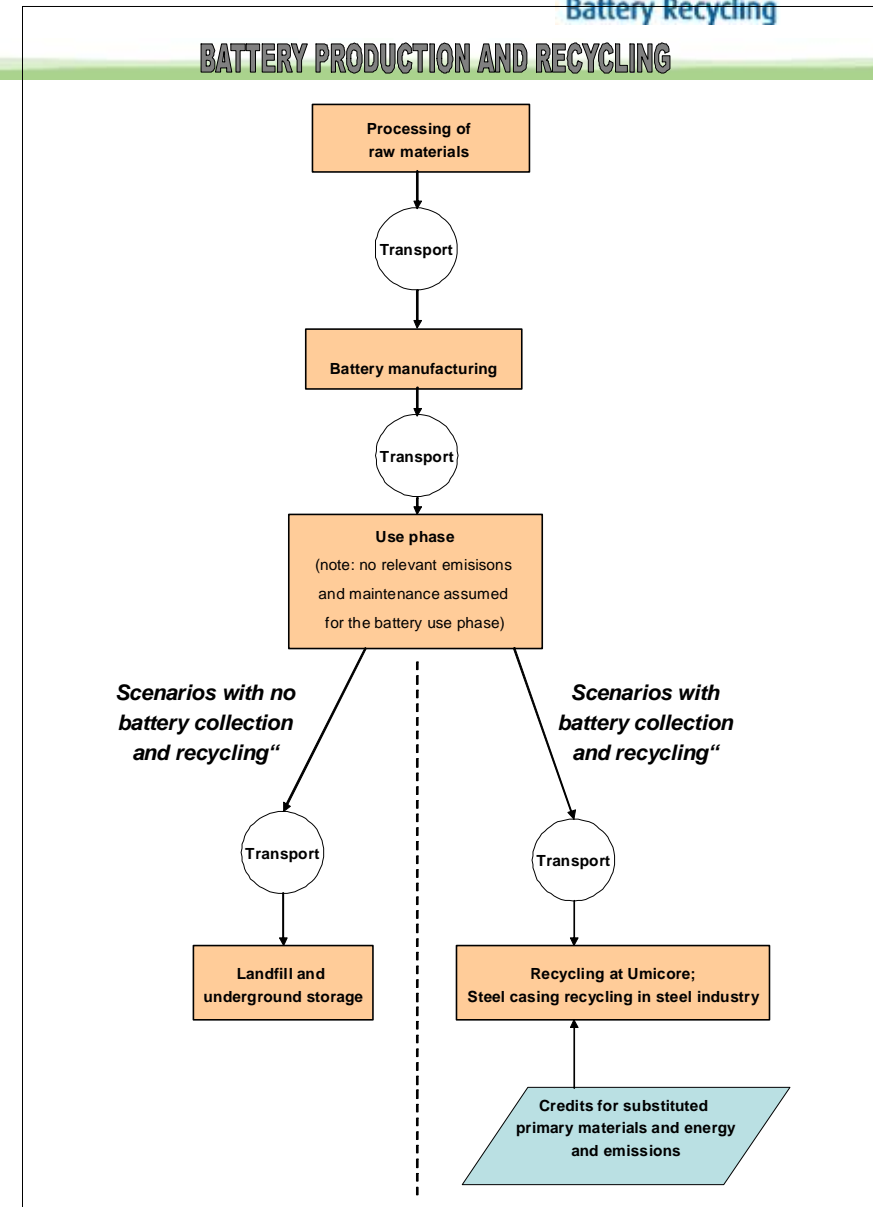 Battery Recycling
BATTERY PRODUCTION AND RECYCLING
Processing of
raw materials
Transport
Battery manufacturing
Transport
Use phase
(note: no relevant emisisons
and maintenance assumed
for the battery use phase)
Scenarios with no
battery collection
and recycling“
Scenarios with
battery collection
and recycling“
Transport
Transport
Landfill and
underground storage
Recycling at Umicore;
Steel casing recycling in steel industry
Credits for substituted
primary materials and energy
and emissions